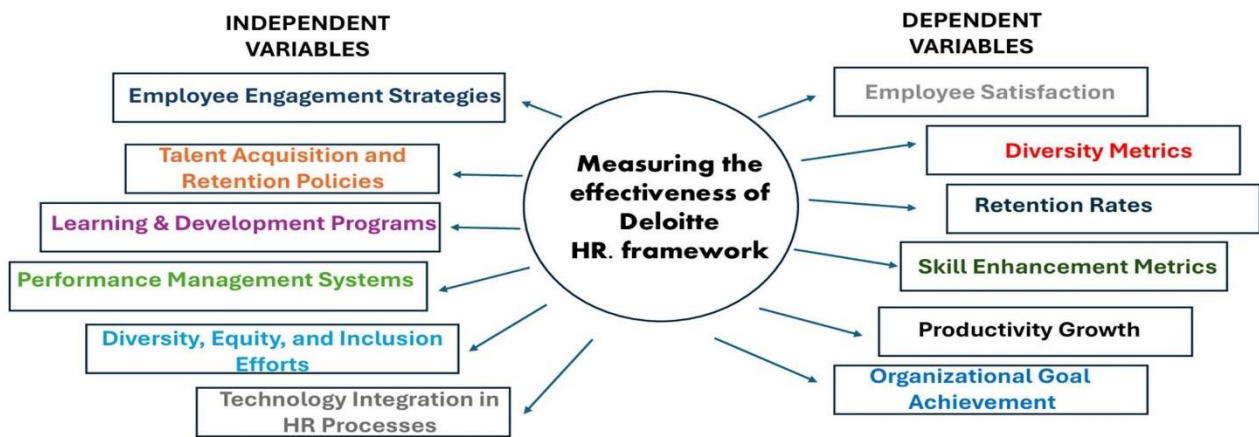 INDEPENDENT
VARIABLES
Employee Engagement Strategies
Talent Acquisition and
Retention Policies
Learning & Development Programs
Performance Management Systems
Diversity, Equity, and Inclusion
Efforts
Technology Integration in
HR Processes
Measuring the
effectiveness of
Deloitte
HR. framework
DEPENDENT
VARIABLES
Employee Satisfaction
Diversity Metrics
Retention Rates
Skill Enhancement Metrics
Productivity Growth
Organizational Goal
Achievement